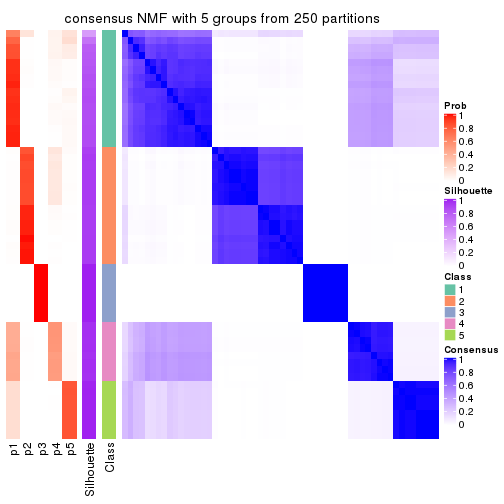 consensus NMF with 5 groups from 250 partitions
Prob
1
0.8
0.6
0.4
0.2
0
Silhouette
1
0.8
0.6
0.4
0.2
0
Class
1
2
3
4
5
Consensus
1
0.8
0.6
0.4
0.2
0
p1
p2
p3
p4
p5
Silhouette
Class